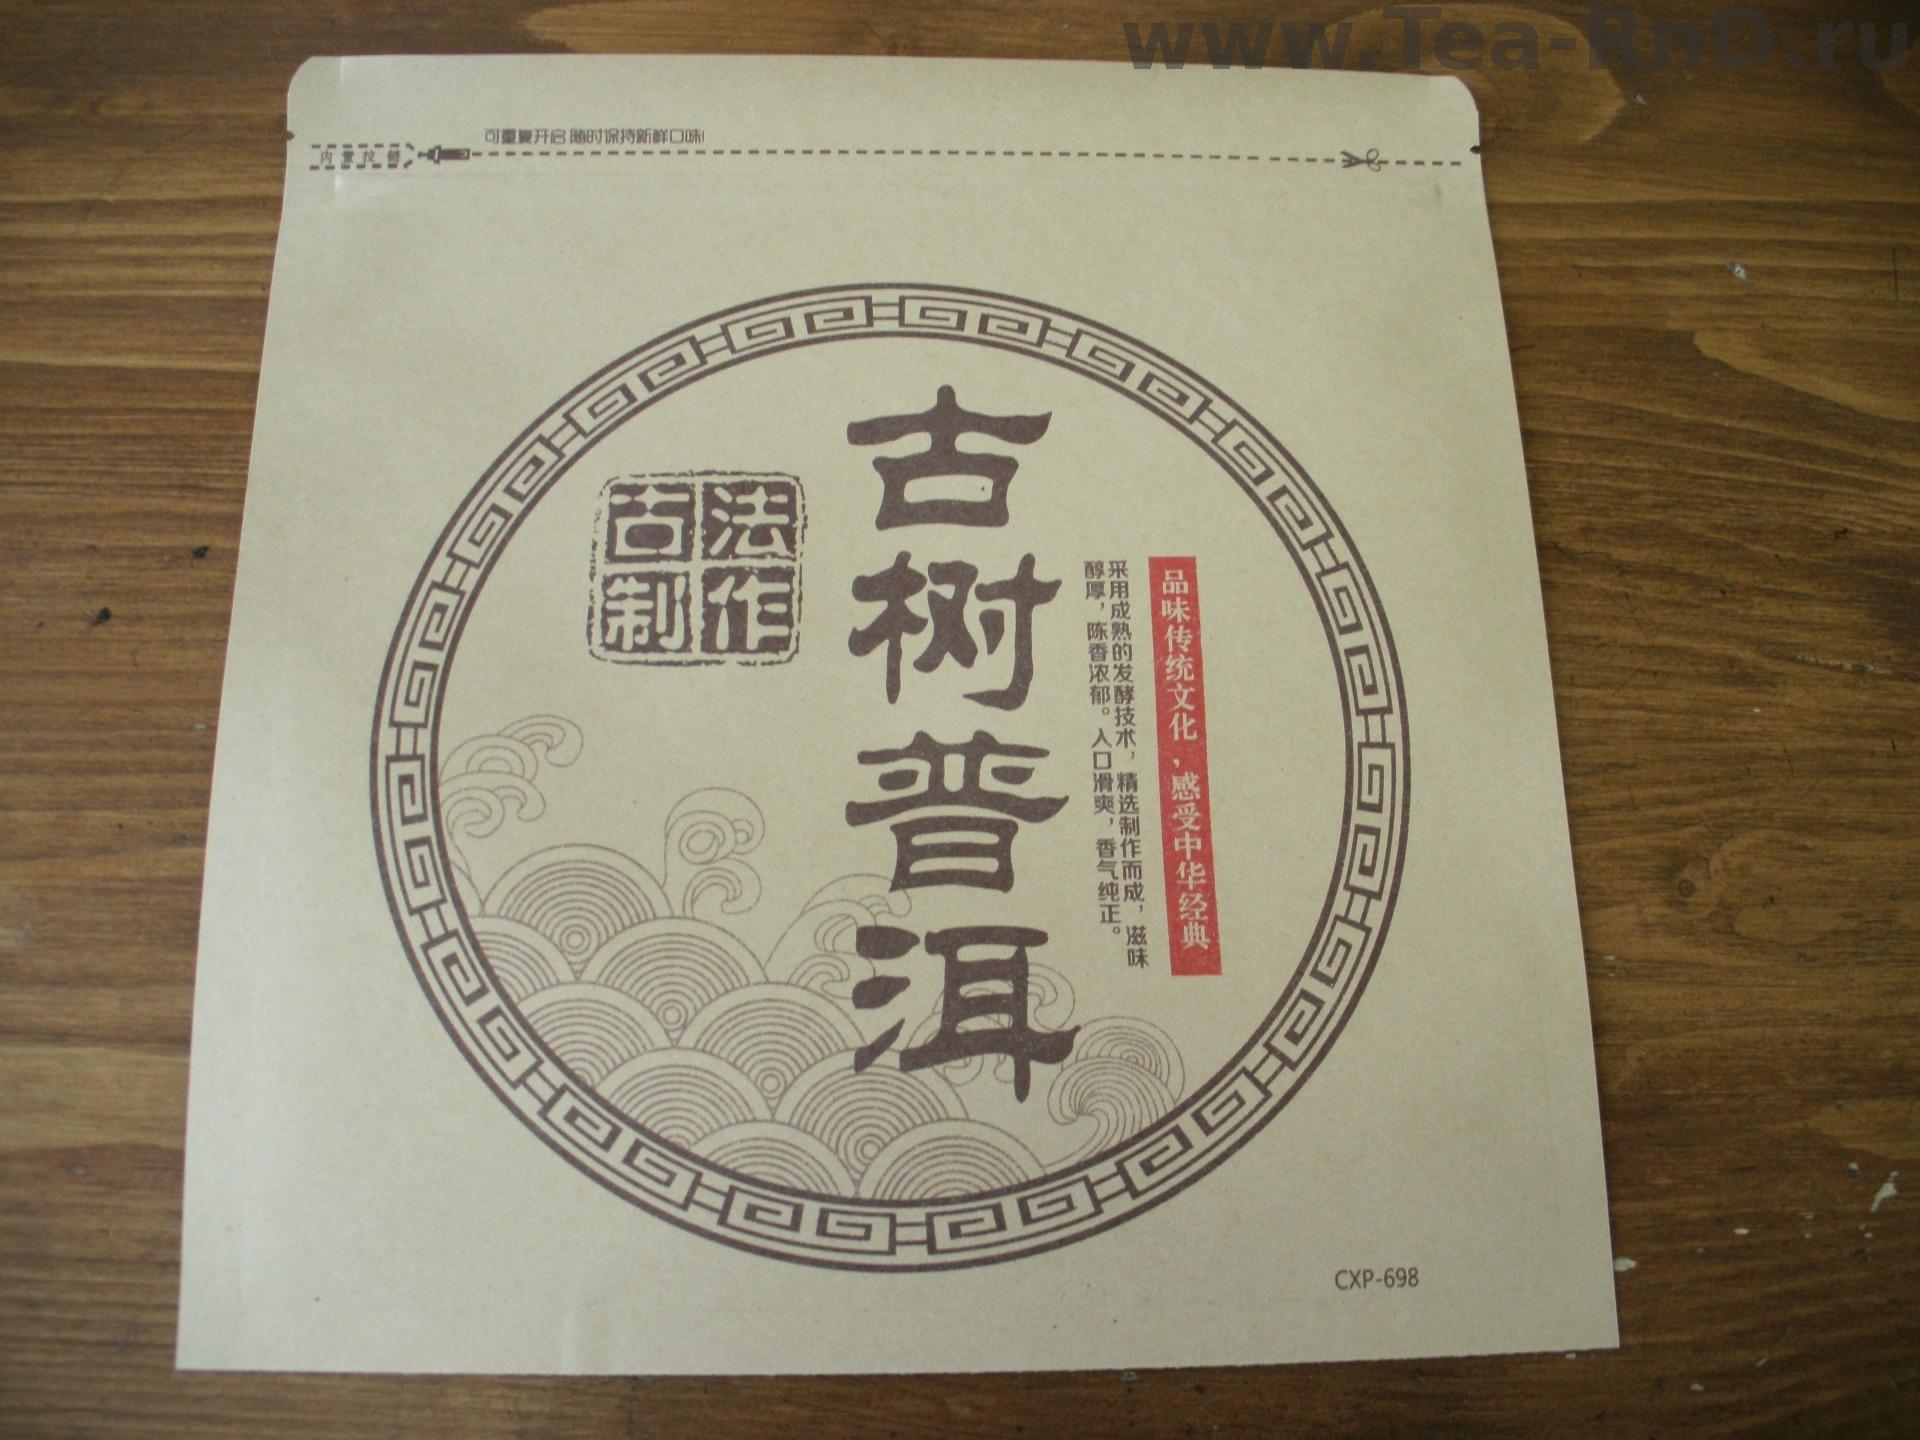 www.Tea-RnD.ru
可重复开启 随时保持新鲜口味!
内置拉链
古树普洱
古法
制作
品味传统文化，感受中华经典
采用成熟的发酵技术，精选制作而成，滋味
醇厚，陈香浓郁。入口滑爽，香气纯正。
CXP-698